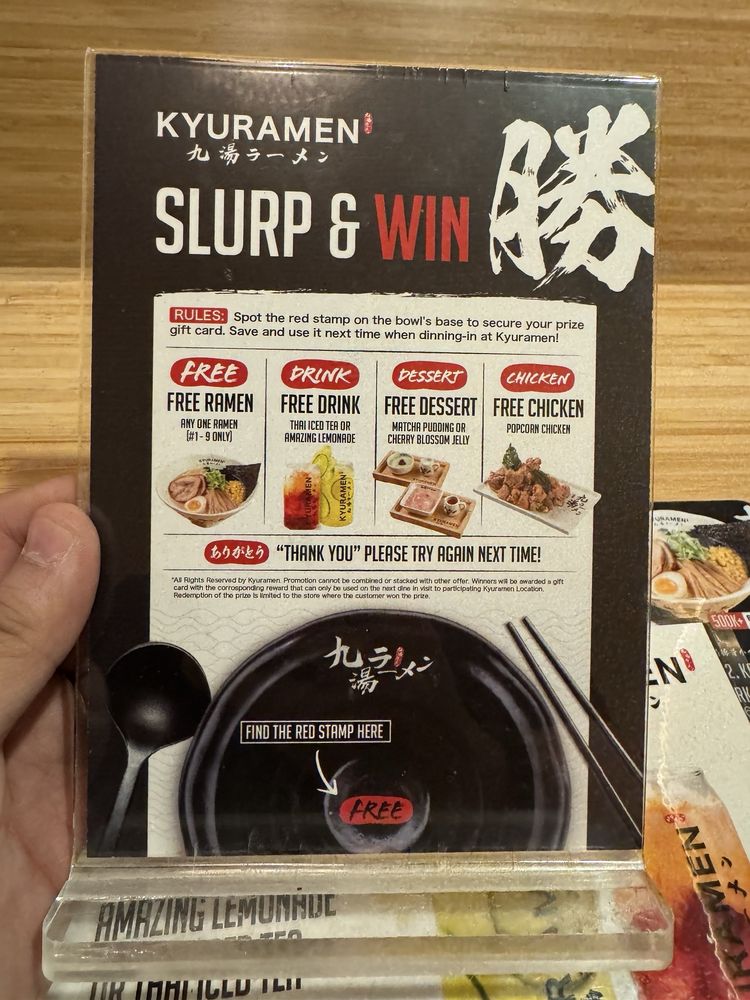 KYURAMEN
九湯ラーメン
SLURP & WIN
勝
RULES: Spot the red stamp on the bowl's base to secure your prize
gift card. Save and use it next time when dinning-in at Kyuramen!
FREE
FREE RAMEN
ANY ONE RAMEN
(#1 - 9 ONLY)
DRINK
FREE DRINK
THAI ICED TEA OR
AMAZING LEMONADE
DESSERT
FREE DESSERT
MATCHA PUDDING OR
CHERRY BLOSSOM JELLY
CHICKEN
FREE CHICKEN
POPCORN CHICKEN
KYURAMEN
ありがとう "THANK YOU" PLEASE TRY AGAIN NEXT TIME!
*All Rights Reserved by Kyuramen. Promotion cannot be combined or stacked with other offer. Winners will be awarded a gift
card with the corrosponding reward that can only be used on the next dine in visit to participating Kyuramen Location.
Redemption of the prize is limited to the store where the customer won the prize.
九湯ラーメン
FIND THE RED STAMP HERE
FREE
500K+
AMAZING LEMONADE
OR THAI ICED TEA